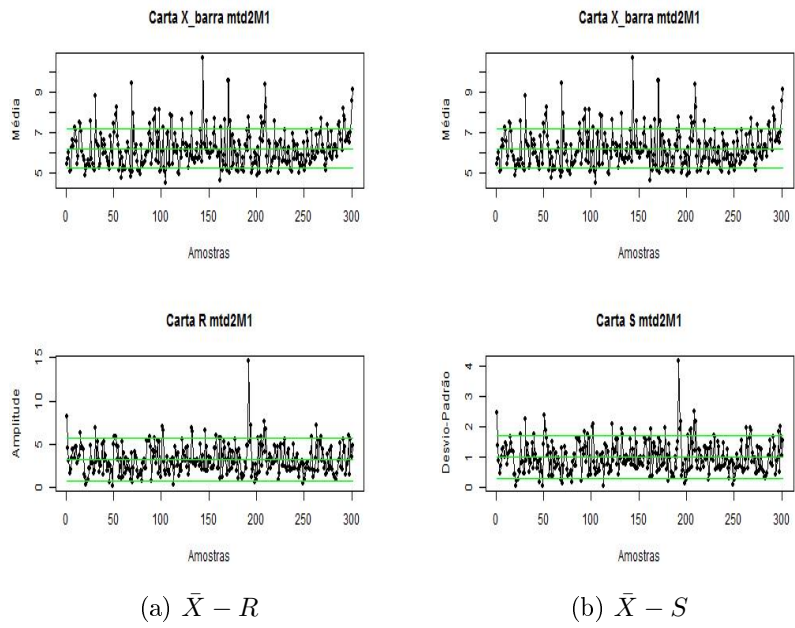 Carta X_barra mtd2M1
Média
5 7 9
0 50 100 150 200 250 300
Amostras
Carta X_barra mtd2M1
Média
5 7 9
0 50 100 150 200 250 300
Amostras
Carta R mtd2M1
Amplitude
0 5 10 15
0 50 100 150 200 250 300
Amostras
Carta S mtd2M1
Desvio-Padrão
0 1 2 3 4
0 50 100 150 200 250 300
Amostras
(a) X̄ − R
(b) X̄ − S